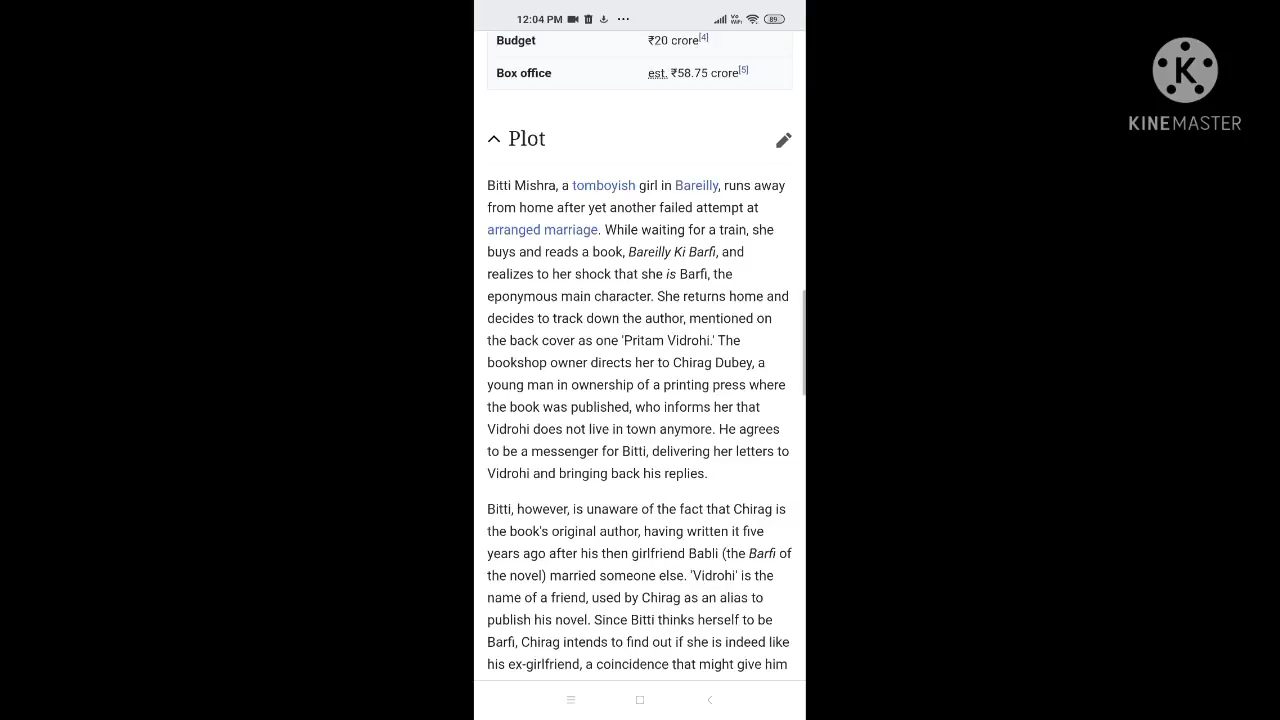 12:04 PM
Vo
WiFi
89
Budget ₹20 crore[4]
Box office est. ₹58.75 crore[5]
Plot
Bitti Mishra, a tomboyish girl in Bareilly, runs away
from home after yet another failed attempt at
arranged marriage. While waiting for a train, she
buys and reads a book, Bareilly Ki Barfi, and
realizes to her shock that she is Barfi, the
eponymous main character. She returns home and
decides to track down the author, mentioned on
the back cover as one 'Pritam Vidrohi.' The
bookshop owner directs her to Chirag Dubey, a
young man in ownership of a printing press where
the book was published, who informs her that
Vidrohi does not live in town anymore. He agrees
to be a messenger for Bitti, delivering her letters to
Vidrohi and bringing back his replies.
Bitti, however, is unaware of the fact that Chirag is
the book's original author, having written it five
years ago after his then girlfriend Babli (the Barfi of
the novel) married someone else. 'Vidrohi' is the
name of a friend, used by Chirag as an alias to
publish his novel. Since Bitti thinks herself to be
Barfi, Chirag intends to find out if she is indeed like
his ex-girlfriend, a coincidence that might give him
K
KINEMASTER